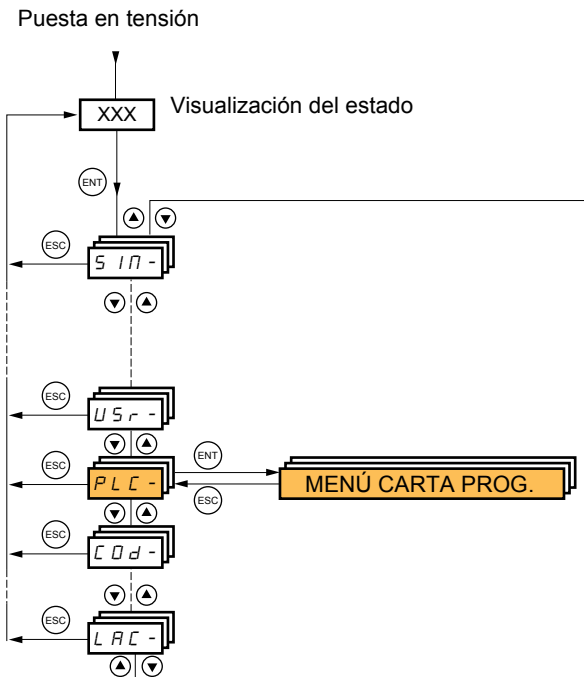 Puesta en tensión
XXX
Visualización del estado
ENT
ESC
SIM-
ESC
USr-
ESC
PLC-
ENT
ESC
MENÚ CARTA PROG.
ESC
COd-
ESC
LAC-